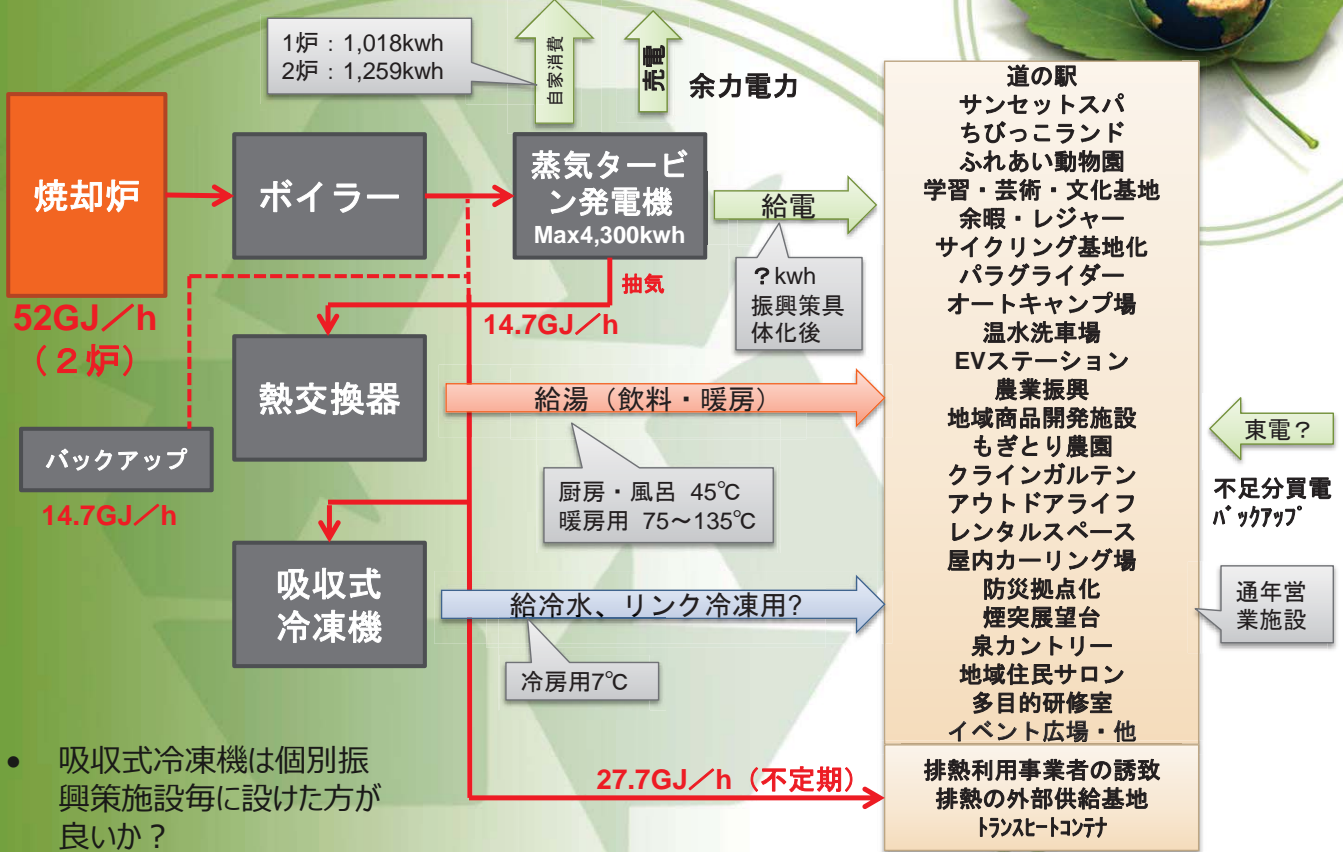 1炉：1,018kwh
2炉：1,259kwh
自家消費
売電
余力電力
焼却炉
ボイラー
蒸気タービ
ン発電機
Max4,300kwh
給電
?kwh
振興策具
体化後
52GJ／h
（２炉）
抽気
14.7GJ／h
熱交換器
給湯（飲料・暖房）
バックアップ
14.7GJ／h
厨房・風呂 45℃
暖房用 75～135℃
吸収式
冷凍機
給冷水、リンク冷凍用?
冷房用7℃
27.7GJ／h（不定期）
• 吸収式冷凍機は個別振
興策施設毎に設けた方が
良いか？
道の駅
サンセットスパ
ちびっこランド
ふれあい動物園
学習・芸術・文化基地
余暇・レジャー
サイクリング基地化
パラグライダー
オートキャンプ場
温水洗車場
EVステーション
農業振興
地域商品開発施設
もぎとり農園
クラインガルテン
アウトドアライフ
レンタルスペース
屋内カーリング場
防災拠点化
煙突展望台
泉カントリー
地域住民サロン
多目的研修室
イベント広場・他
排熱利用事業者の誘致
排熱の外部供給基地
ﾄﾗﾝｽﾋｰﾄｺﾝﾃﾅ
東電？
不足分買電
ﾊﾞｯｸｱｯﾌﾟ
通年営
業施設